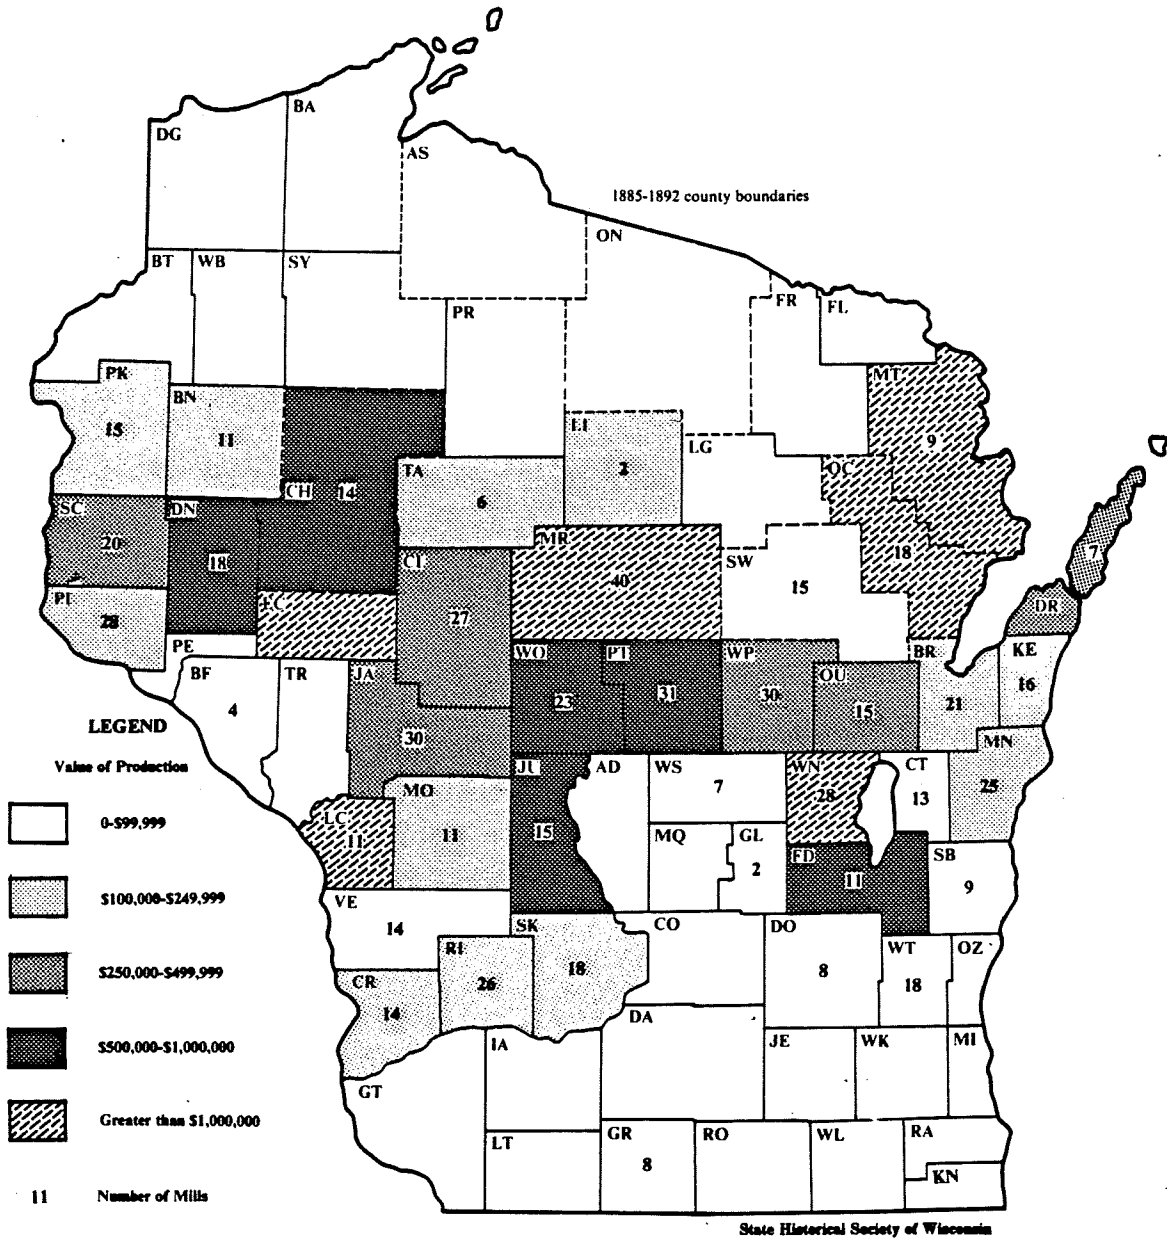 BA
DG
AS
1885-1892 county boundaries
ON
BT WB SY
FR
FL
PR
PK
MT
BN
15
11
LI
9
LG
2
OC
TA
CH 14
SC
DN
6
20
MR
7
CI
18
SW
18
40
15
PI
EC
DR
28
27
PE
WO
PT
WP
BR
KE
BF
TR
JA
OU
16
LEGEND
4
23
31
30
15
21
30
MN
Value of Production
JU
AD
WS
WN
CT
MO
7
28
13
25
0-$99,999
LC
11
11
15
MQ
GL
FD
SB
$100,000-$249,999
2
11
9
VE
14
SK
CO
DO
RI
WT
OZ
$250,000-$499,999
CR
26
18
8
18
14
DA
$500,000-$1,000,000
IA
JE
WK
MI
GT
Greater than $1,000,000
LT
GR
RO
WL
RA
8
KN
11 Number of Mills
State Historical Society of Wisconsin